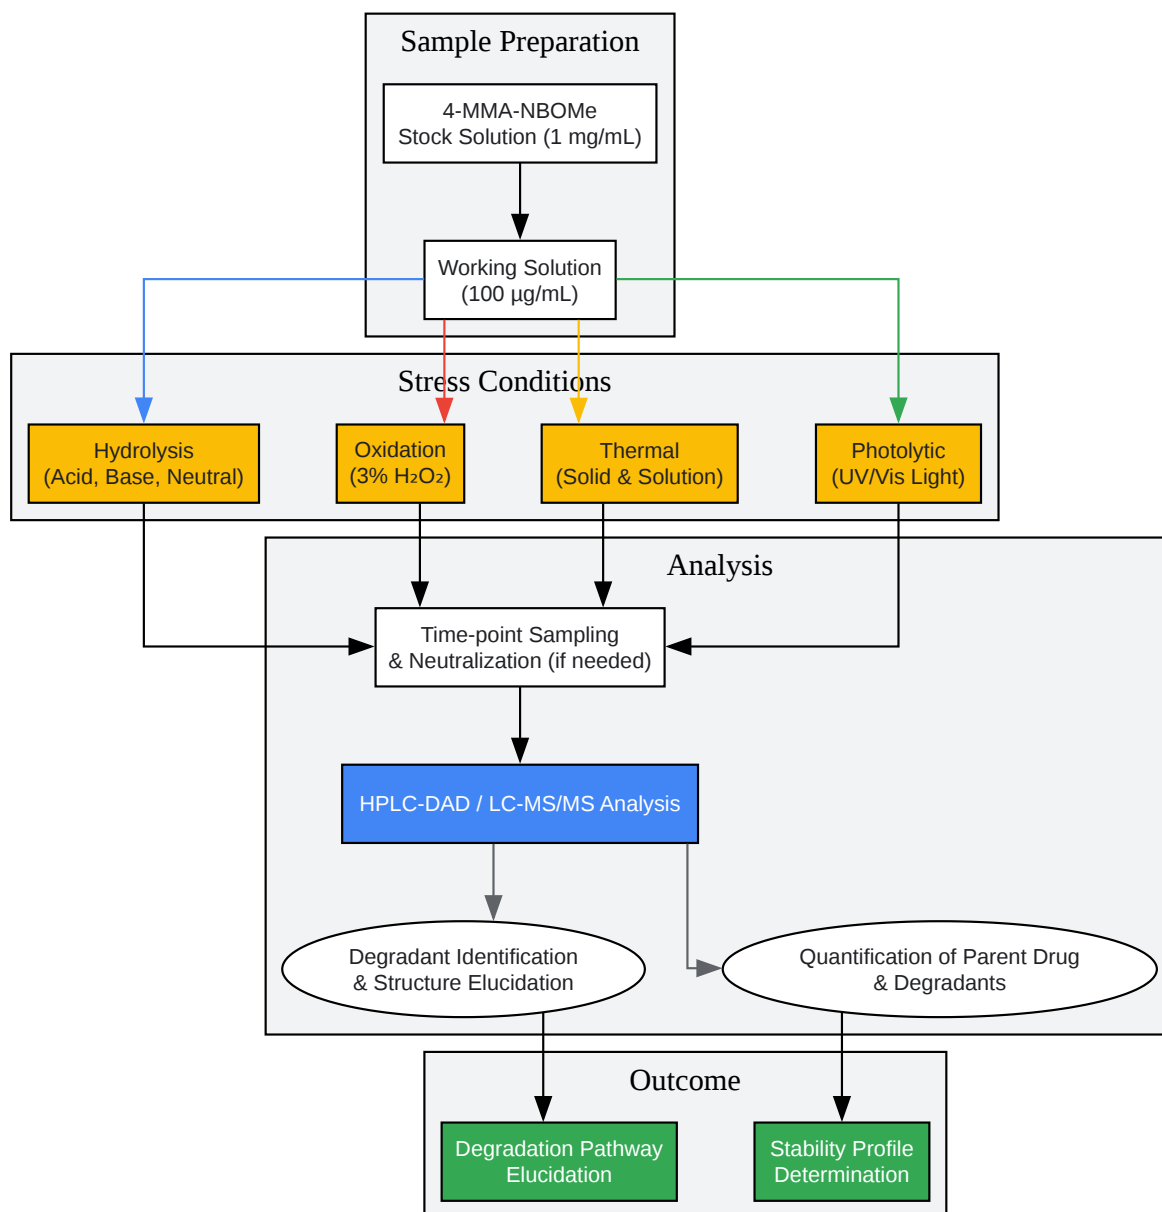 Sample Preparation
4-MMA-NBOMe
Stock Solution (1 mg/mL)
Working Solution
(100 µg/mL)
Stress Conditions
Hydrolysis
(Acid, Base, Neutral)
Oxidation
(3% H₂O₂)
Thermal
(Solid & Solution)
Photolytic
(UV/Vis Light)
Analysis
Time-point Sampling
& Neutralization (if needed)
HPLC-DAD / LC-MS/MS Analysis
Degradant Identification
& Structure Elucidation
Quantification of Parent Drug
& Degradants
Outcome
Degradation Pathway
Elucidation
Stability Profile
Determination